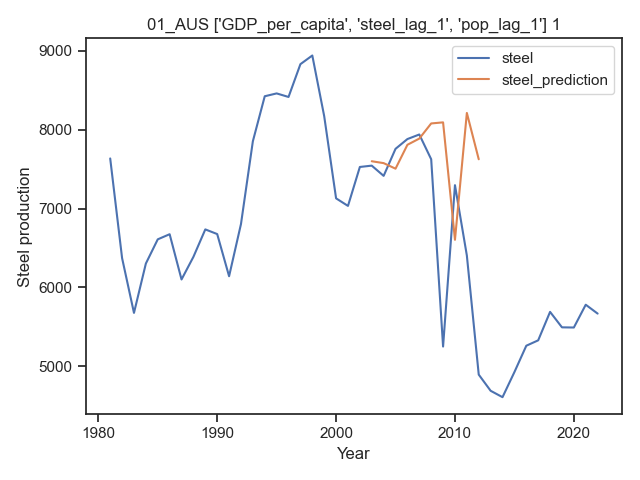 01_AUS ['GDP_per_capita', 'steel_lag_1', 'pop_lag_1'] 1
steel
steel_prediction
Steel production
9000
8000
7000
6000
5000
1980 1990 2000 2010 2020
Year